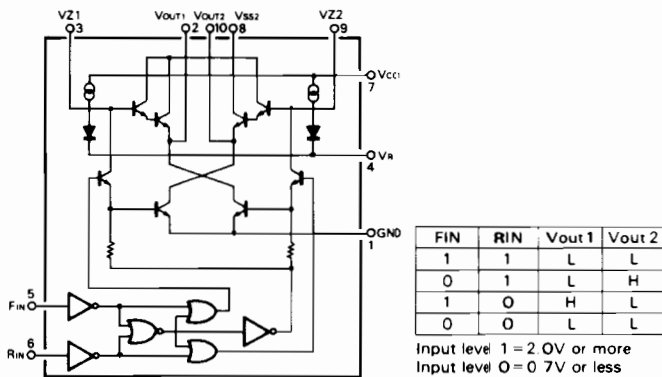 VZ1 VOUT1 VOUT2 VSS2 VZ2
3 2 10 8 9
VCC1
7
VR
4
GND
1
FIN 5
RIN 6
FIN RIN Vout 1 Vout 2
1 1 L L
0 1 L H
1 0 H L
0 0 L L
Input level 1 = 2.0V or more
Input level 0 = 0.7V or less